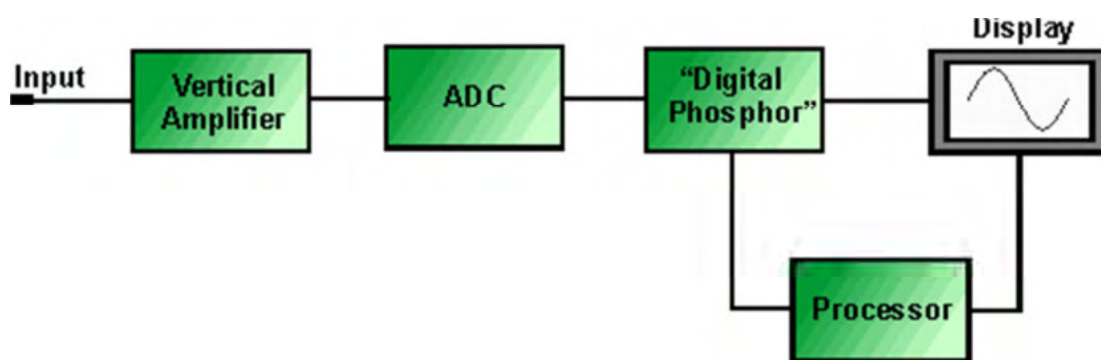 Display
Input
Vertical
Amplifier
ADC
“Digital
Phosphor”
Processor